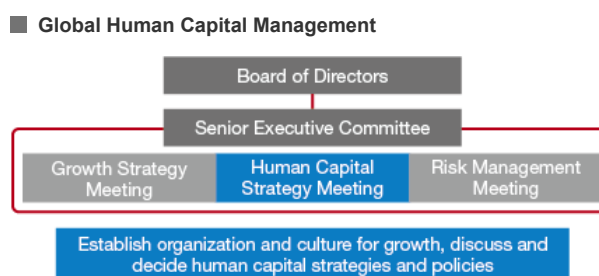 Global Human Capital Management
Board of Directors
Senior Executive Committee
Growth Strategy
Meeting
Human Capital
Strategy Meeting
Risk Management
Meeting
Establish organization and culture for growth, discuss and
decide human capital strategies and policies